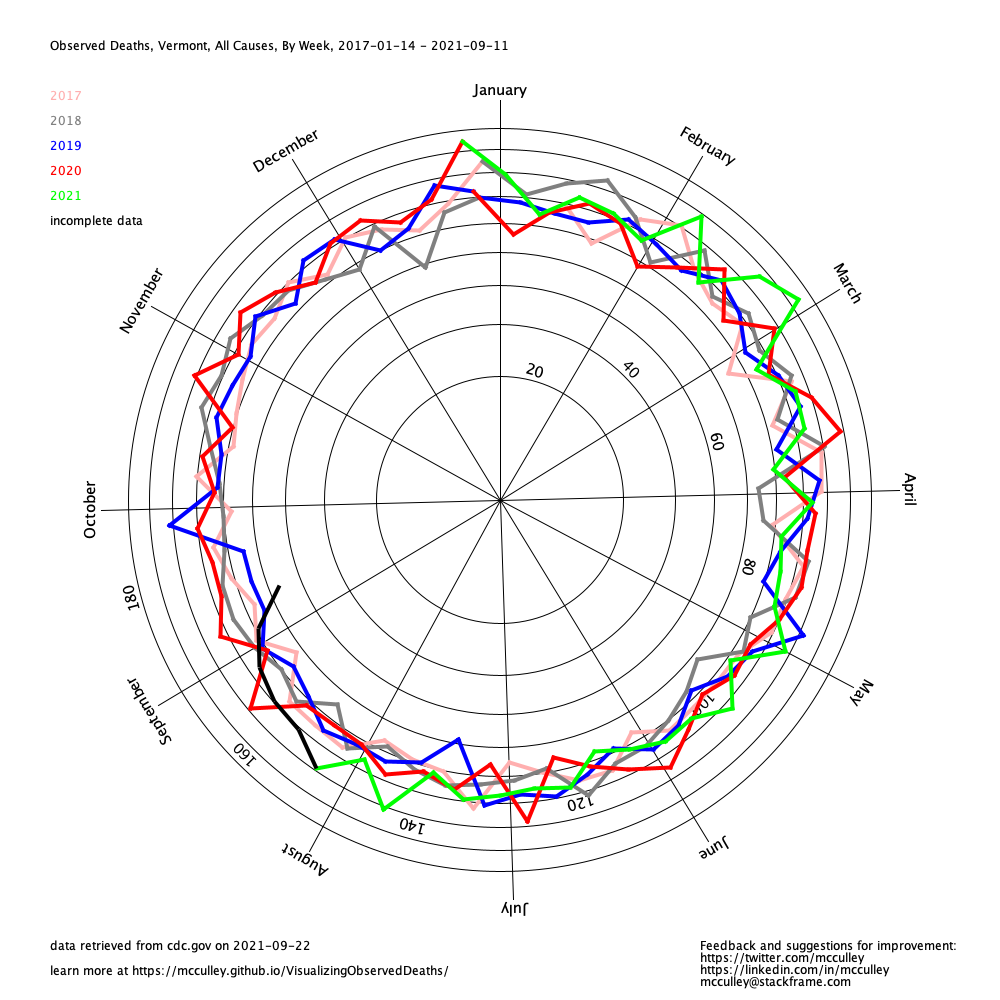 Observed Deaths, Vermont, All Causes, By Week, 2017-01-14 - 2021-09-11
January
2017
2018
2019
2020
2021
incomplete data
December
February
November
March
20
40
60
October
April
80
180
May
100
September
160
120
140
August
June
July
data retrieved from cdc.gov on 2021-09-22
learn more at https://mcculley.github.io/VisualizingObservedDeaths/
Feedback and suggestions for improvement:
https://twitter.com/mcculley
https://linkedin.com/in/mcculley
mcculley@stackframe.com